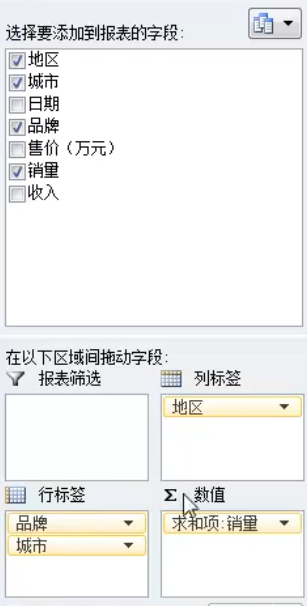 选择要添加到报表的字段:
地区
城市
日期
品牌
售价（万元）
销量
收入
在以下区域间拖动字段:
报表筛选
列标签
地区
行标签
Σ 数值
品牌
求和项:销量
城市